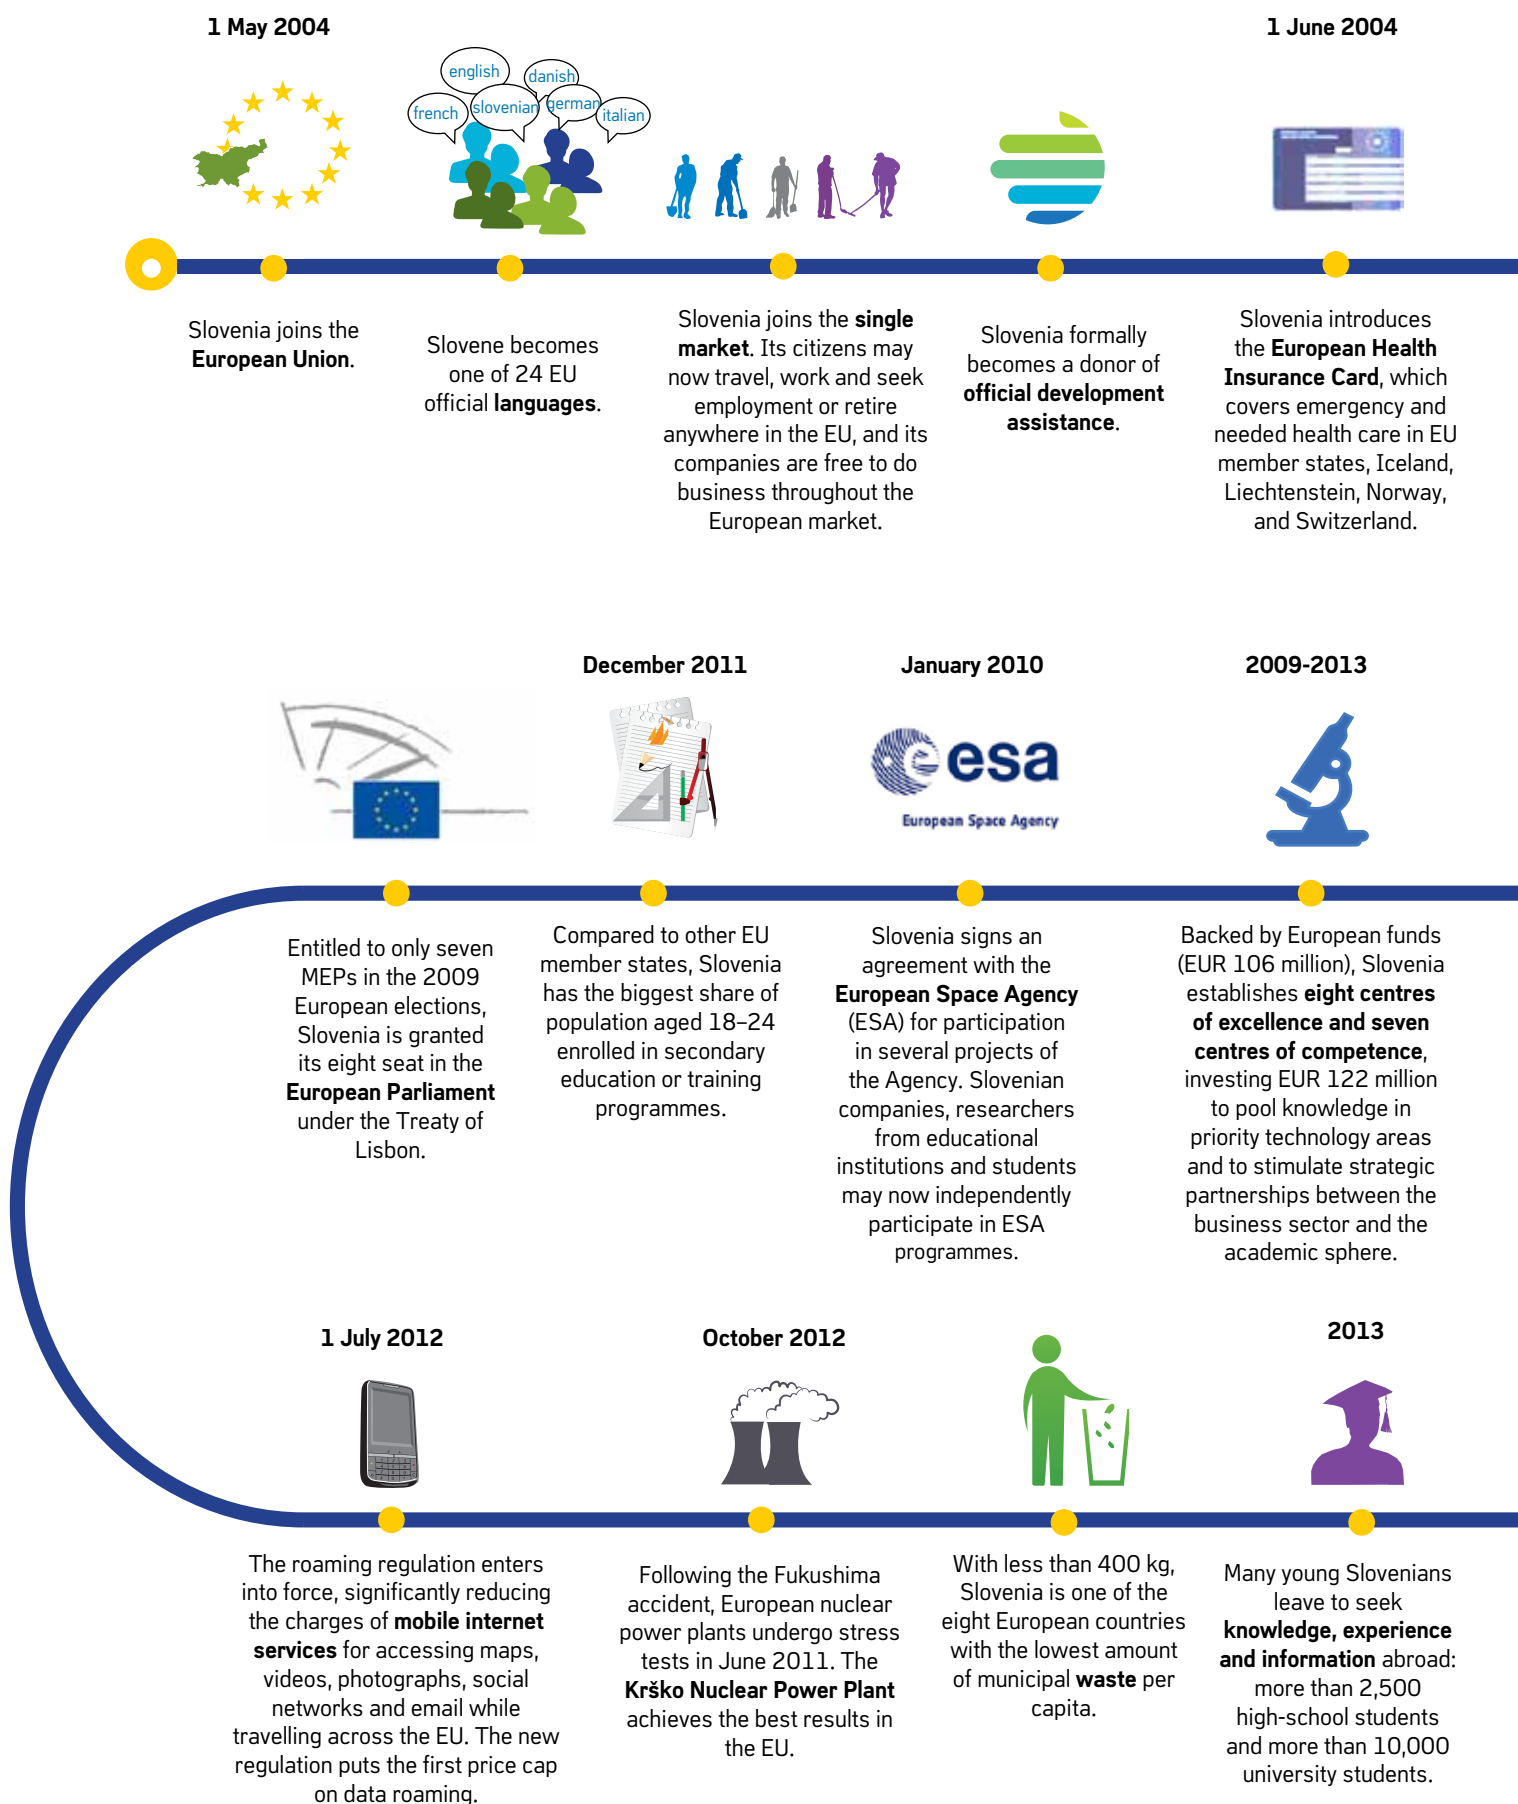 1 May 2004
1 June 2004
english
danish
french
slovenian
german
italian
Slovenia joins the
European Union.
Slovene becomes
one of 24 EU
official languages.
Slovenia joins the single
market. Its citizens may
now travel, work and seek
employment or retire
anywhere in the EU, and its
companies are free to do
business throughout the
European market.
Slovenia formally
becomes a donor of
official development
assistance.
Slovenia introduces
the European Health
Insurance Card, which
covers emergency and
needed health care in EU
member states, Iceland,
Liechtenstein, Norway,
and Switzerland.
December 2011
January 2010
2009-2013
esa
European Space Agency
Entitled to only seven
MEPs in the 2009
European elections,
Slovenia is granted
its eight seat in the
European Parliament
under the Treaty of
Lisbon.
Compared to other EU
member states, Slovenia
has the biggest share of
population aged 18–24
enrolled in secondary
education or training
programmes.
Slovenia signs an
agreement with the
European Space Agency
(ESA) for participation
in several projects of
the Agency. Slovenian
companies, researchers
from educational
institutions and students
may now independently
participate in ESA
programmes.
Backed by European funds
(EUR 106 million), Slovenia
establishes eight centres
of excellence and seven
centres of competence,
investing EUR 122 million
to pool knowledge in
priority technology areas
and to stimulate strategic
partnerships between the
business sector and the
academic sphere.
1 July 2012
October 2012
2013
The roaming regulation enters
into force, significantly reducing
the charges of mobile internet
services for accessing maps,
videos, photographs, social
networks and email while
travelling across the EU. The new
regulation puts the first price cap
on data roaming.
Following the Fukushima
accident, European nuclear
power plants undergo stress
tests in June 2011. The
Krško Nuclear Power Plant
achieves the best results in
the EU.
With less than 400 kg,
Slovenia is one of the
eight European countries
with the lowest amount
of municipal waste per
capita.
Many young Slovenians
leave to seek
knowledge, experience
and information abroad:
more than 2,500
high-school students
and more than 10,000
university students.